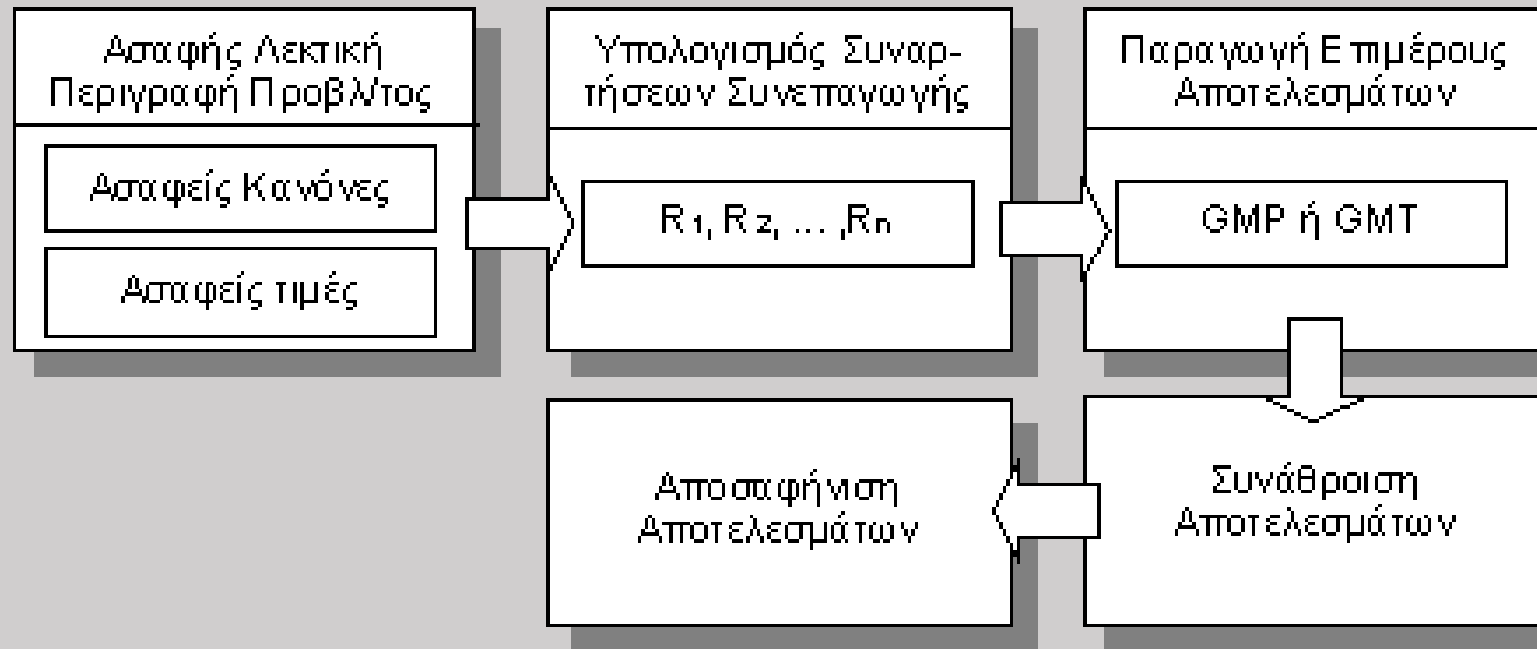 Ασαφής Λεκτική
Περιγραφή Προβλ/τος
Ασαφείς Κανόνες
Ασαφείς τιμές
Υπολογισμός Συναρ-
τήσεων Συνεπαγωγής
R1, R2, ... ,Rn
Παραγωγή Επιμέρους
Αποτελεσμάτων
GMP ή GMT
Συνάθροιση
Αποτελεσμάτων
Αποσαφήνιση
Αποτελεσμάτων